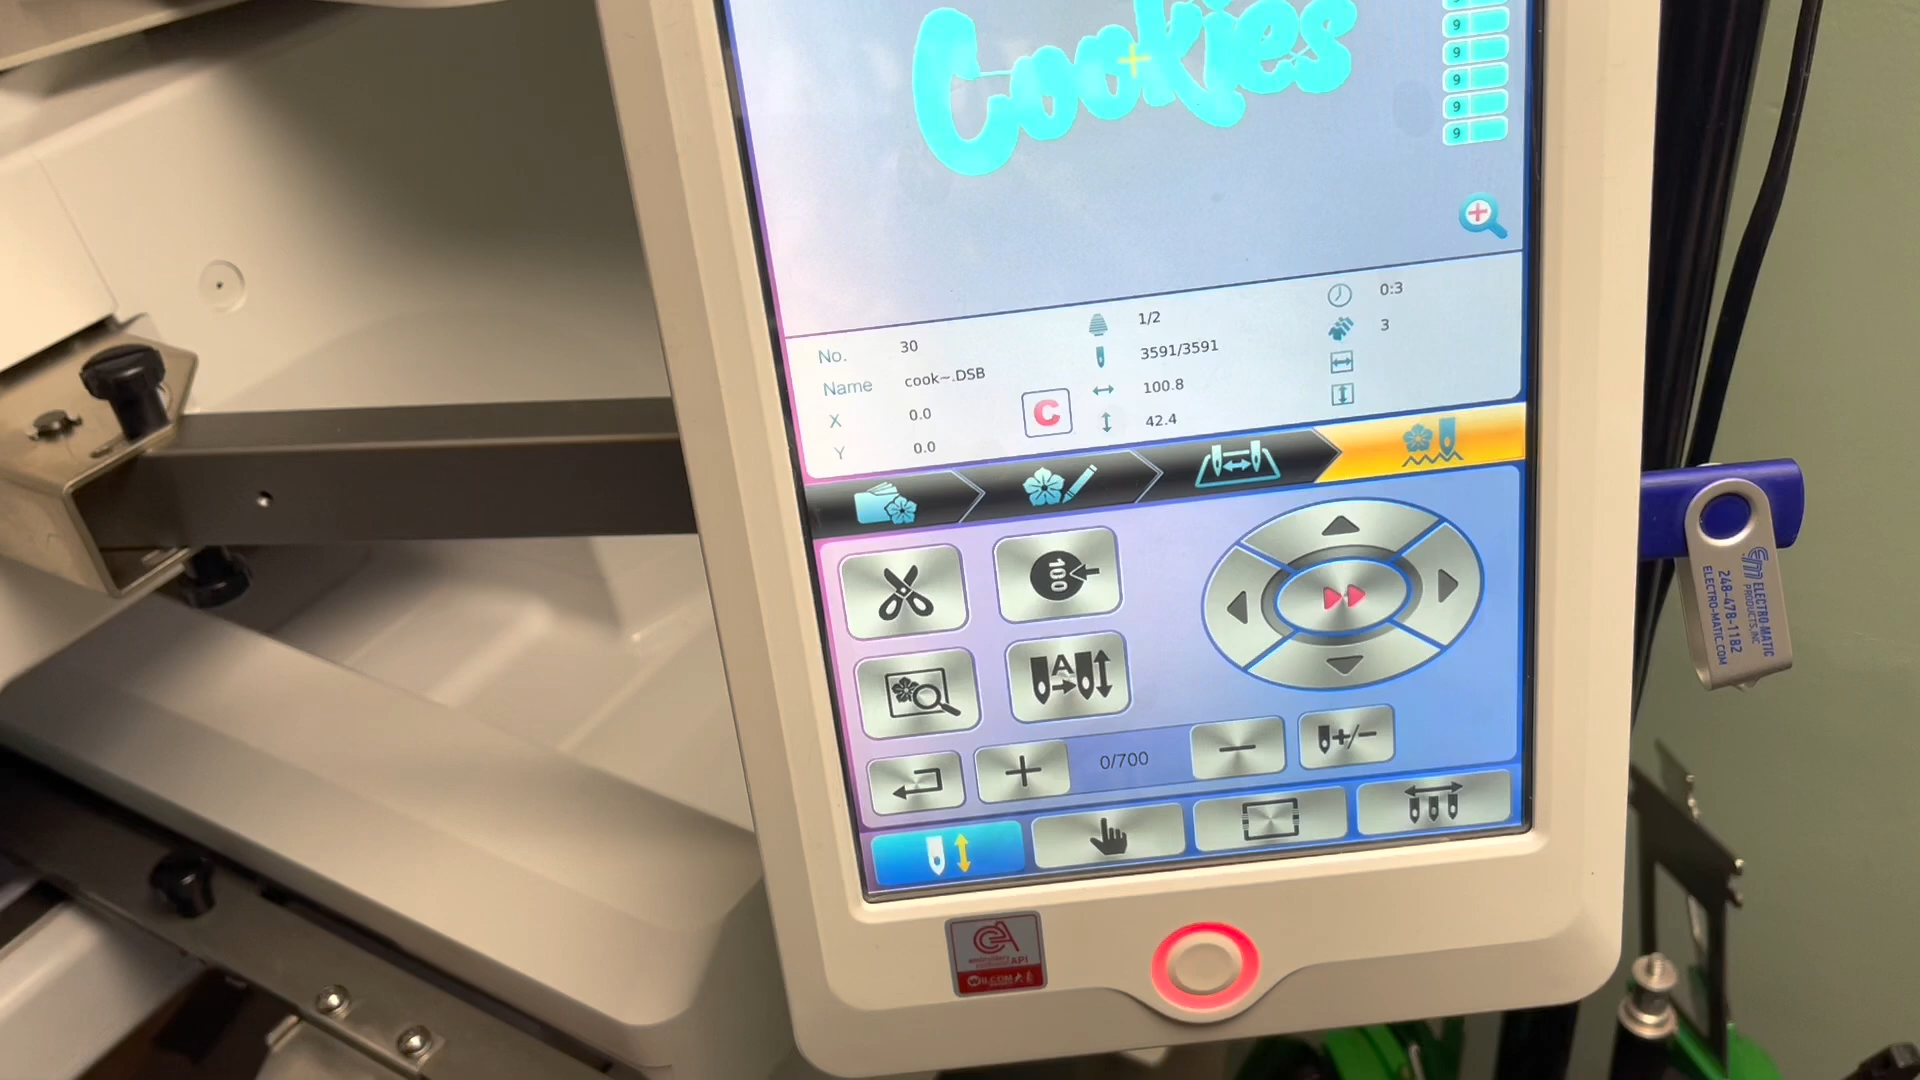 Cookies
9
9
9
9
9
No. 30
Name cook~.DSB
X 0.0
Y 0.0
C
1/2
3591/3591
100.8
42.4
0:3
3
100
A
+ 0/700 −
+/−
API
WILCOM
ELECTRO-MATIC
PRODUCTS, INC
248-478-1182
ELECTRO-MATIC.COM